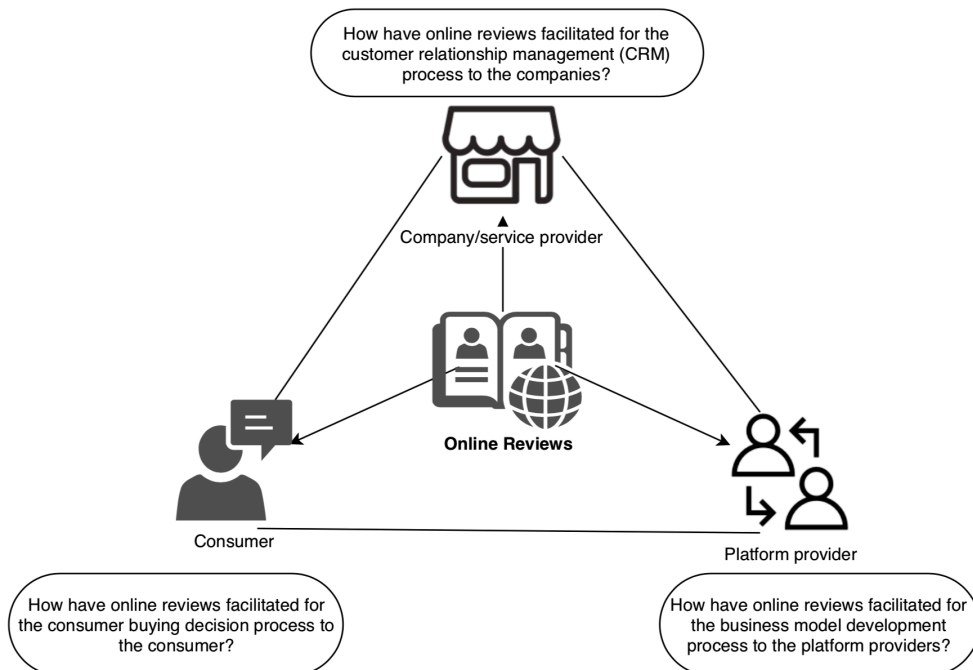 How have online reviews facilitated for the
customer relationship management (CRM)
process to the companies?
Company/service provider
Online Reviews
Consumer
Platform provider
How have online reviews facilitated for
the consumer buying decision process to
the consumer?
How have online reviews facilitated for
the business model development
process to the platform providers?